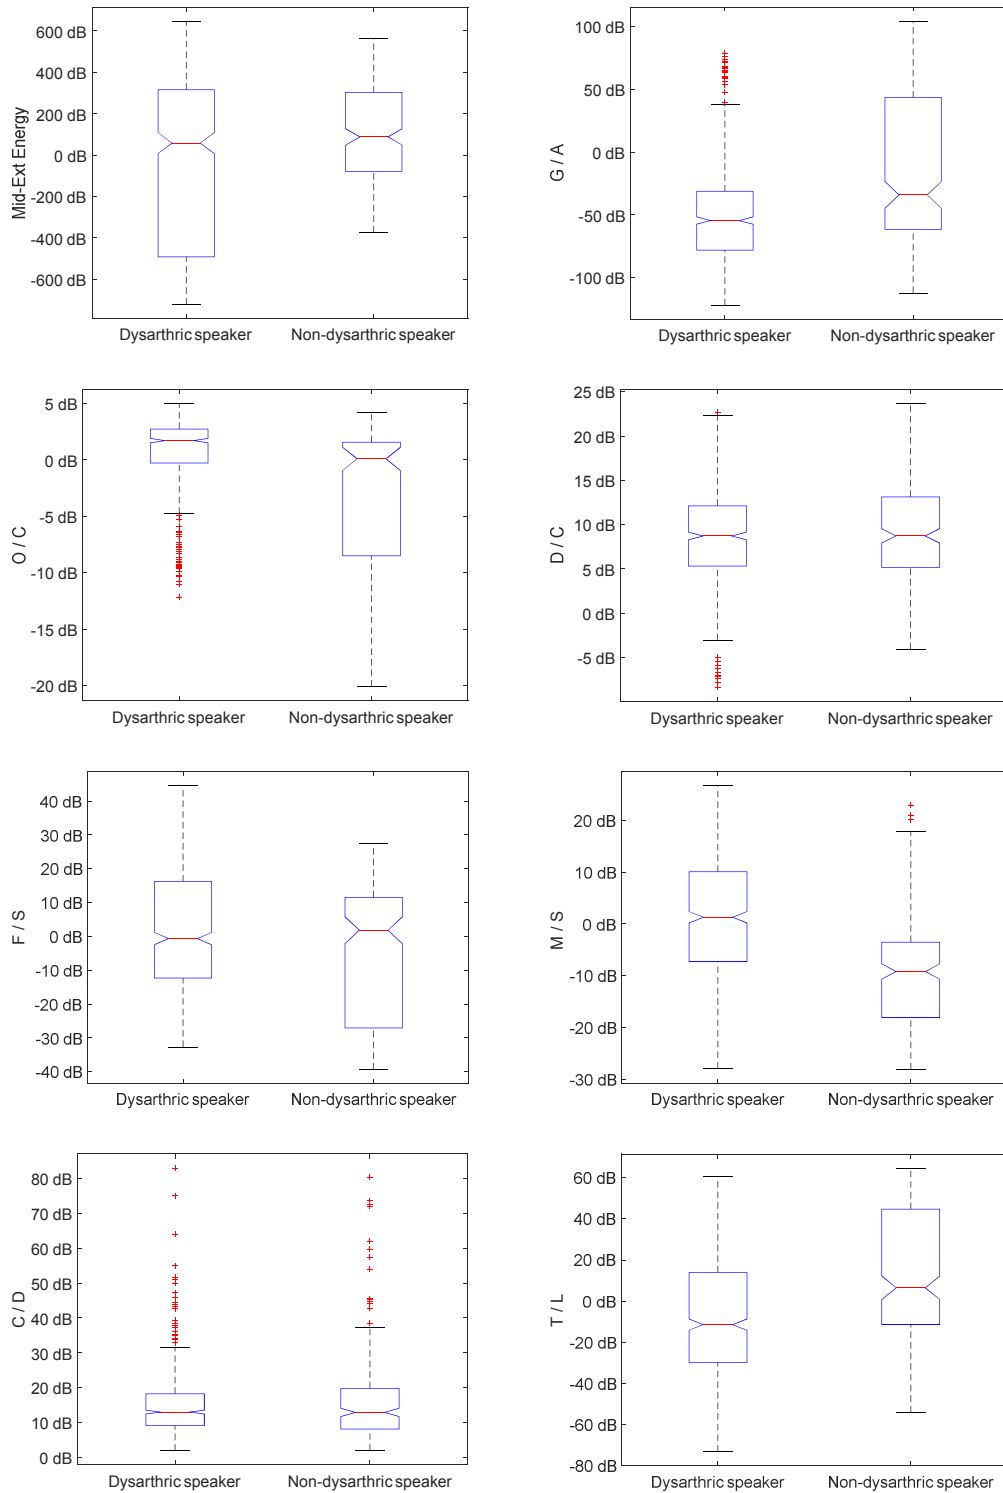 600 dB
400 dB
200 dB
0 dB
-200 dB
-400 dB
-600 dB
Mid-Ext Energy
Dysarthric speaker Non-dysarthric speaker
100 dB
50 dB
0 dB
-50 dB
-100 dB
G / A
Dysarthric speaker Non-dysarthric speaker
5 dB
0 dB
-5 dB
-10 dB
-15 dB
-20 dB
O / C
Dysarthric speaker Non-dysarthric speaker
25 dB
20 dB
15 dB
10 dB
5 dB
0 dB
-5 dB
D / C
Dysarthric speaker Non-dysarthric speaker
40 dB
30 dB
20 dB
10 dB
0 dB
-10 dB
-20 dB
-30 dB
-40 dB
F / S
Dysarthric speaker Non-dysarthric speaker
20 dB
10 dB
0 dB
-10 dB
-20 dB
-30 dB
M / S
Dysarthric speaker Non-dysarthric speaker
80 dB
70 dB
60 dB
50 dB
40 dB
30 dB
20 dB
10 dB
0 dB
C / D
Dysarthric speaker Non-dysarthric speaker
60 dB
40 dB
20 dB
0 dB
-20 dB
-40 dB
-60 dB
-80 dB
T / L
Dysarthric speaker Non-dysarthric speaker